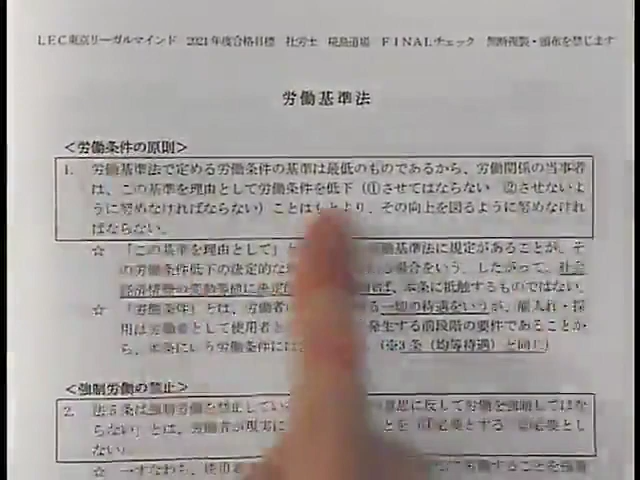 LEC東京リーガルマインド 2021年度合格目標 社労士 椛島道場 FINALチェック 無断複製・頒布を禁じます
労働基準法
＜労働条件の原則＞
1. 労働基準法で定める労働条件の基準は最低のものであるから、労働関係の当事者
は、この基準を理由として労働条件を低下（①させてはならない ②させないよ
うに努めなければならない）ことはもとより、その向上を図るように努めなけれ
ばならない。
☆ 「この基準を理由として」と 労働基準法に規定があることが、そ
の労働条件低下の決定的な 場合をいう。したがって、社会
経済情勢の変動等他に決定 本条に抵触するものではない。
☆ 「労働条件」とは、労働者 る一切の待遇をいうが、雇入れ・採
用は労働者として使用者と 発生する前段階の要件であることか
ら、本条にいう労働条件には （※3条（均等待遇）と同じ）
＜強制労働の禁止＞
2. 法5条は強制労働を禁止してい 意思に反して労働を強制してはな
らない」とは、労働者が現実に とを（①必要とする ②必要とし
ない）
☆ すなわち、使用者 に労働することを強制